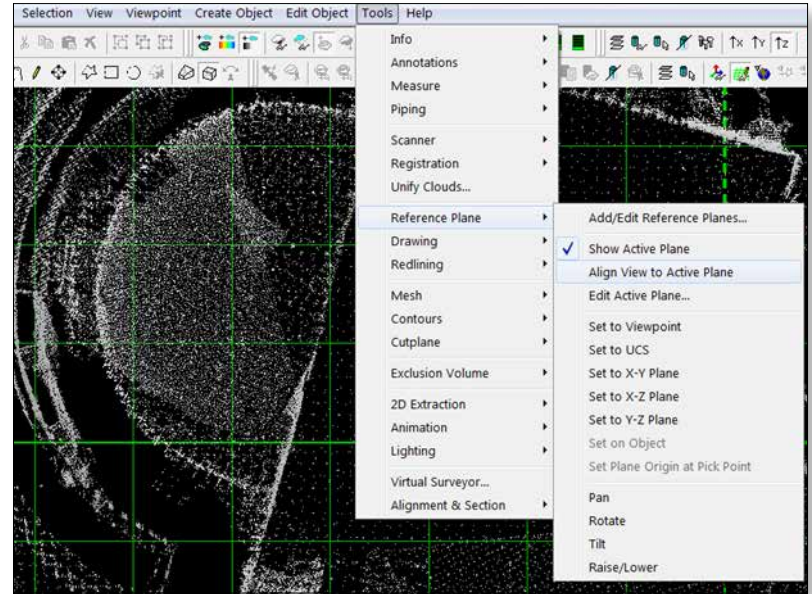 Selection View Viewpoint Create Object Edit Object Tools Help
Info
Annotations
Measure
Piping
Scanner
Registration
Unify Clouds...
Reference Plane
Drawing
Redlining
Mesh
Contours
Cutplane
Exclusion Volume
2D Extraction
Animation
Lighting
Virtual Surveyor...
Alignment & Section
Add/Edit Reference Planes...
Show Active Plane
Align View to Active Plane
Edit Active Plane...
Set to Viewpoint
Set to UCS
Set to X-Y Plane
Set to X-Z Plane
Set to Y-Z Plane
Set on Object
Set Plane Origin at Pick Point
Pan
Rotate
Tilt
Raise/Lower